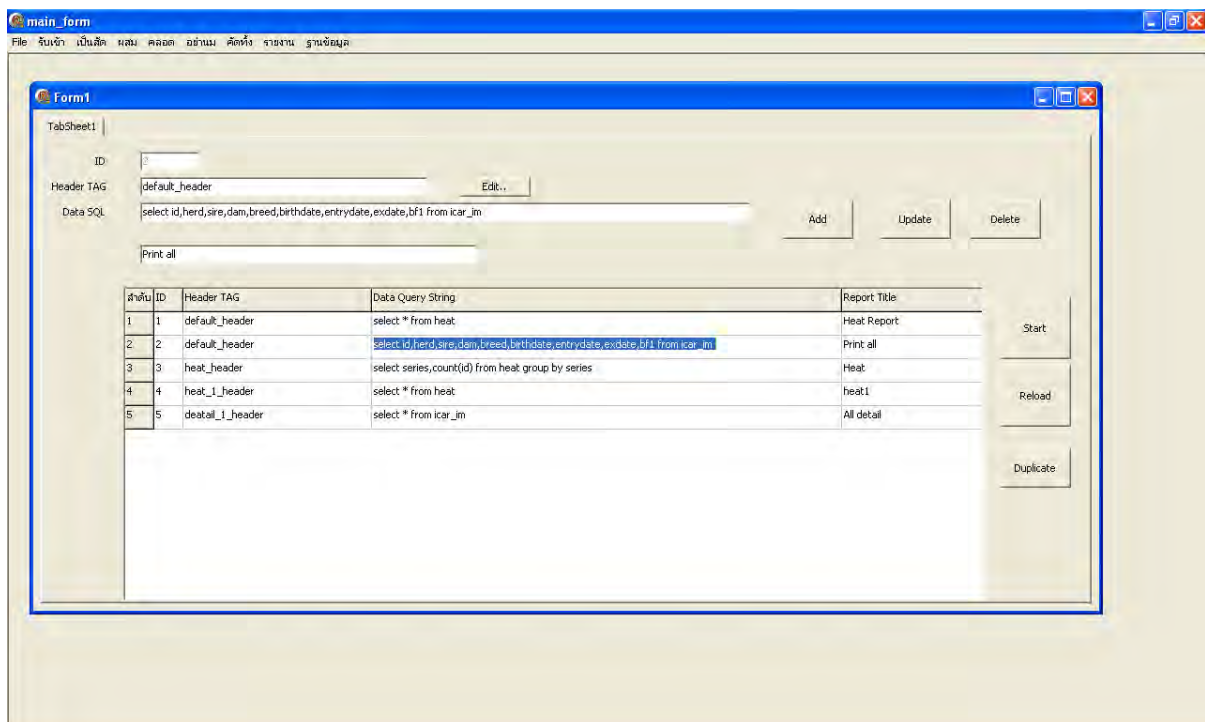 main_form
File รับเข้า เป็นสัด ผสม คลอด อย่านม คัดทิ้ง รายงาน ฐานข้อมูล
Form1
TabSheet1
ID 2
Header TAG default_header Edit..
Data SQL select id,herd,sire,dam,breed,birthdate,entrydate,exdate,bf1 from icar_im
Add Update Delete
Print all
ลำดับ ID Header TAG Data Query String Report Title
1 1 default_header select * from heat Heat Report
2 2 default_header select id,herd,sire,dam,breed,birthdate,entrydate,exdate,bf1 from icar_im Print all
3 3 heat_header select series,count(id) from heat group by series Heat
4 4 heat_1_header select * from heat heat1
5 5 deatail_1_header select * from icar_im All detail
Start
Reload
Duplicate